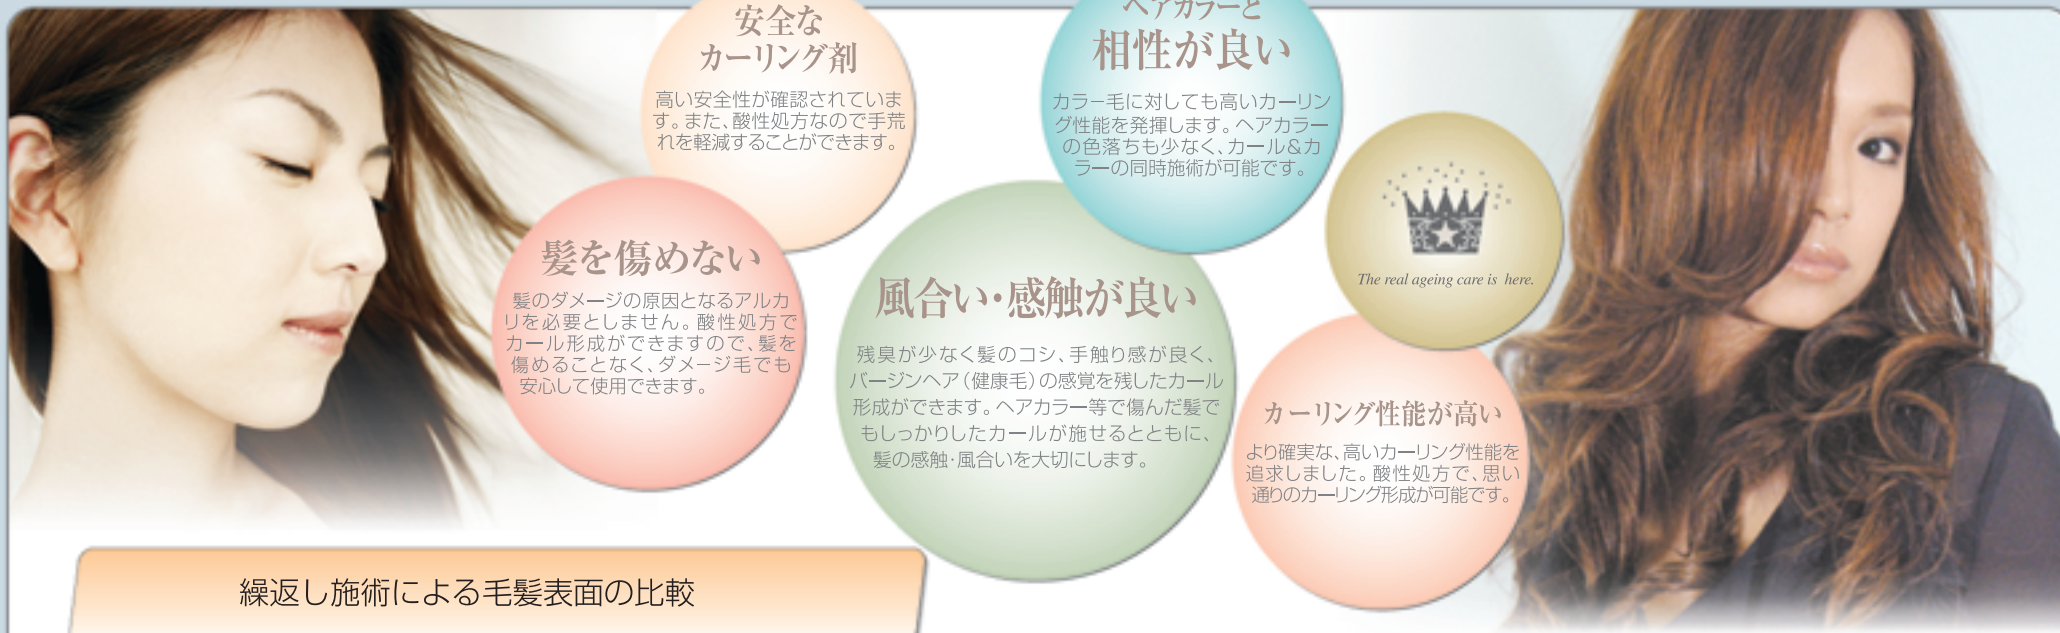 安全な
カーリング剤
高い安全性が確認されていま
す。また、酸性処方なので手荒
れを軽減することができます。
髪を傷めない
髪のダメージの原因となるアルカ
リを必要としません。酸性処方で
カール形成ができますので、髪を
傷めることなく、ダメージ毛でも
安心して使用できます。
ヘアカラーと
相性が良い
カラー毛に対しても高いカーリン
グ性能を発揮します。ヘアカラー
の色落ちも少なく、カール&カ
ラーの同時施術が可能です。
風合い・感触が良い
残臭が少なく髪のコシ、手触り感が良く、
バージンヘア(健康毛)の感覚を残したカール
形成ができます。ヘアカラー等で傷んだ髪で
もしっかりしたカールが施せるとともに、
髪の感触・風合いを大切にします。
The real ageing care is here.
カーリング性能が高い
より確実な、高いカーリング性能を
追求しました。酸性処方で、思い
通りのカーリング形成が可能です。
繰返し施術による毛髪表面の比較